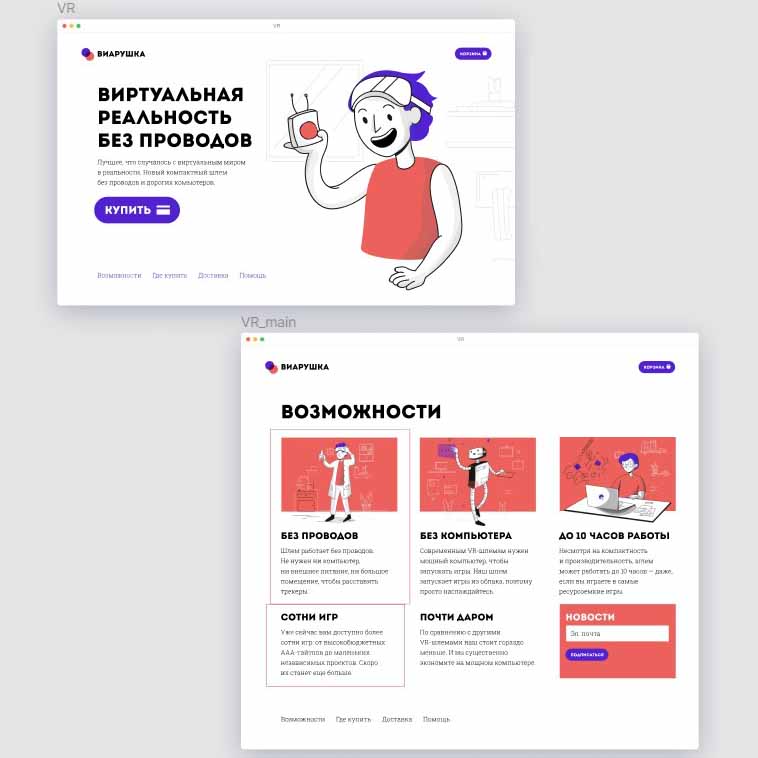 VR
VR
ВИАРУШКА
КОРЗИНА
ВИРТУАЛЬНАЯ
РЕАЛЬНОСТЬ
БЕЗ ПРОВОДОВ
Лучшее, что случалось с виртуальным миром
в реальности. Новый компактный шлем
без проводов и дорогих компьютеров.
КУПИТЬ
Возможности Где купить Доставка Помощь
VR_main
VR
ВИАРУШКА
КОРЗИНА
ВОЗМОЖНОСТИ
БЕЗ ПРОВОДОВ
Шлем работает без проводов.
Не нужен ни компьютер,
ни внешнее питание, ни большое
помещение, чтобы расставить
трекеры.
БЕЗ КОМПЬЮТЕРА
Современным VR-шлемам нужен
мощный компьютер, чтобы
запускать игры. Наш шлем
запускает игры из облака, поэтому
просто наслаждайтесь.
ДО 10 ЧАСОВ РАБОТЫ
Несмотря на компактность
и производительность, шлем
может работать до 10 часов — даже,
если вы играете в самые
ресурсоемкие игры.
СОТНИ ИГР
Уже сейчас вам доступно более
сотни игр: от высокобюджетных
ААА-тайтлов до маленьких
независимых проектов. Скоро
их станет еще больше.
ПОЧТИ ДАРОМ
По сравнению с другими
VR-шлемами наш стоит гораздо
меньше. И вы существенно
экономите на мощном компьютере.
НОВОСТИ
Эл. почта
ПОДПИСАТЬСЯ
Возможности Где купить Доставка Помощь